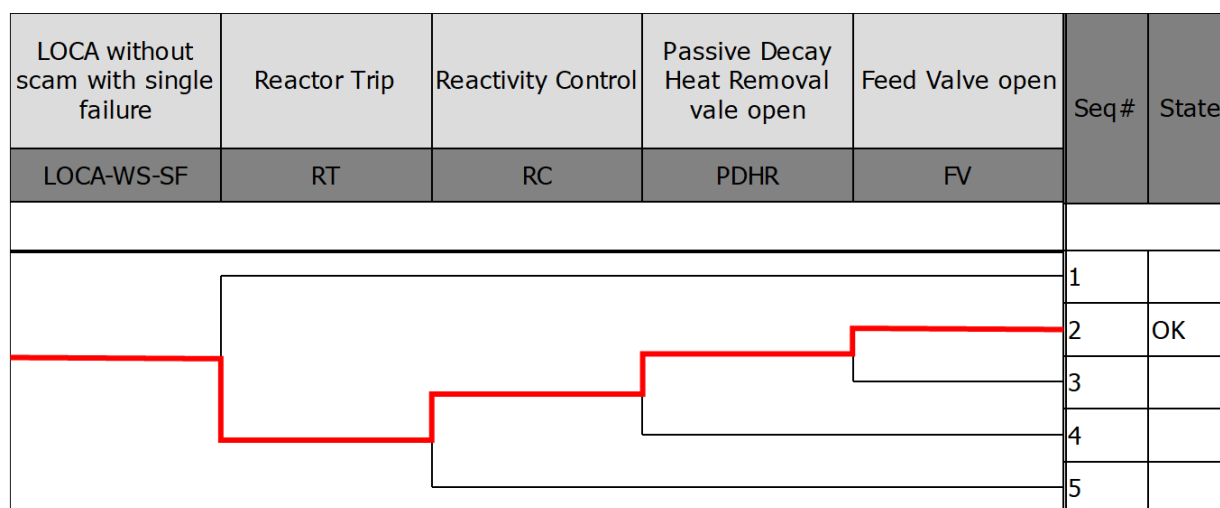 LOCA without
scam with single
failure
Reactor Trip
Reactivity Control
Passive Decay
Heat Removal
vale open
Feed Valve open
Seq#
State
LOCA-WS-SF
RT
RC
PDHR
FV
1
2 OK
3
4
5